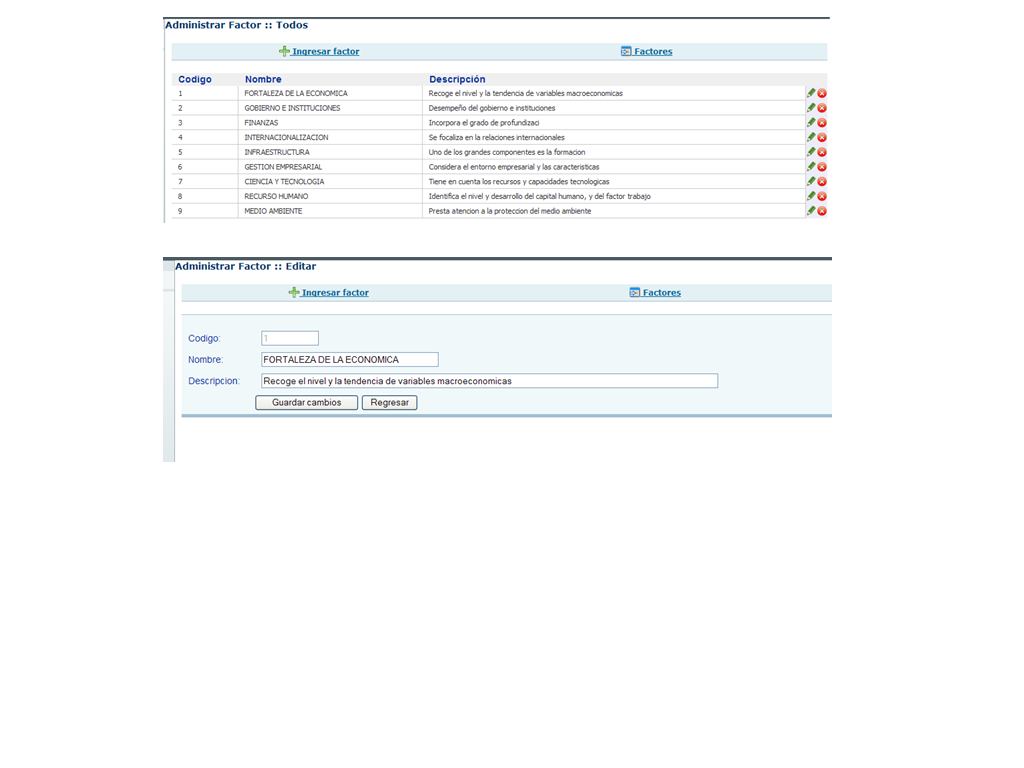 Administrar Factor :: Todos
Ingresar factor Factores
Codigo Nombre Descripción
1 FORTALEZA DE LA ECONOMICA Recoge el nivel y la tendencia de variables macroeconomicas
2 GOBIERNO E INSTITUCIONES Desempeño del gobierno e instituciones
3 FINANZAS Incorpora el grado de profundizaci
4 INTERNACIONALIZACION Se focaliza en la relaciones internacionales
5 INFRAESTRUCTURA Uno de los grandes componentes es la formacion
6 GESTION EMPRESARIAL Considera el entorno empresarial y las caracteristicas
7 CIENCIA Y TECNOLOGIA Tiene en cuenta los recursos y capacidades tecnologicas
8 RECURSO HUMANO Identifica el nivel y desarrollo del capital humano, y del factor trabajo
9 MEDIO AMBIENTE Presta atencion a la proteccion del medio ambiente
Administrar Factor :: Editar
Ingresar factor Factores
Codigo: 1
Nombre: FORTALEZA DE LA ECONOMICA
Descripcion: Recoge el nivel y la tendencia de variables macroeconomicas
Guardar cambios Regresar